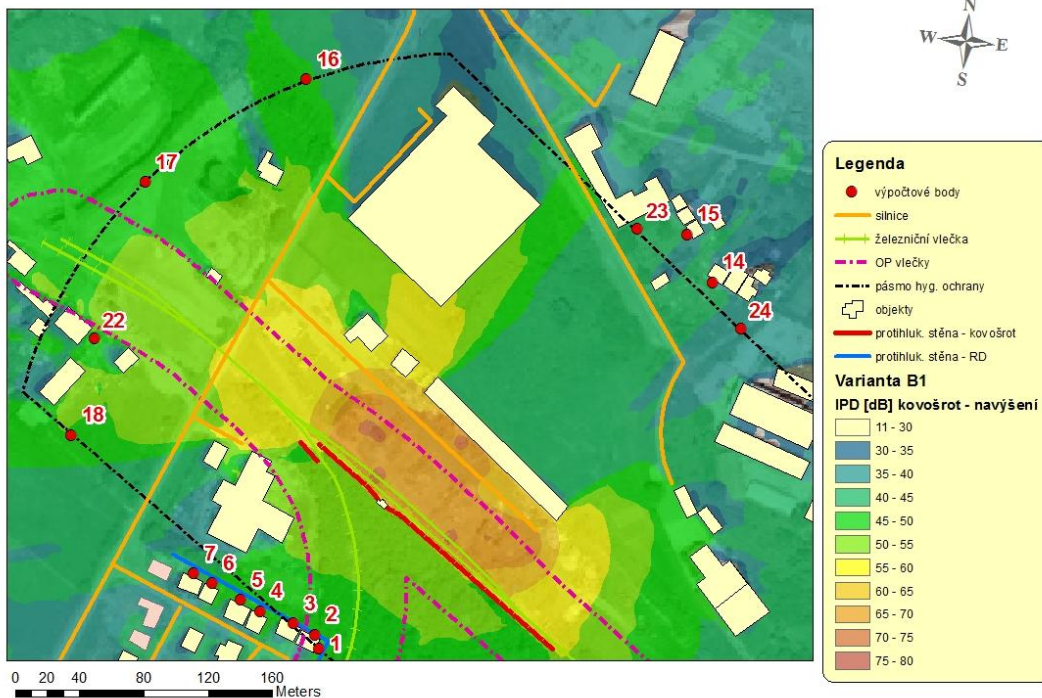 16
17
23
15
14
24
22
18
7
6
5
4
3
2
1
0 20 40 80 120 160
Meters
N
W E
S
Legenda
výpočtové body
silnice
železniční vlečka
OP vlečky
pásmo hyg. ochrany
objekty
protihluk. stěna - kovošrot
protihluk. stěna - RD
Varianta B1
IPD [dB] kovošrot - navýšení
11 - 30
30 - 35
35 - 40
40 - 45
45 - 50
50 - 55
55 - 60
60 - 65
65 - 70
70 - 75
75 - 80